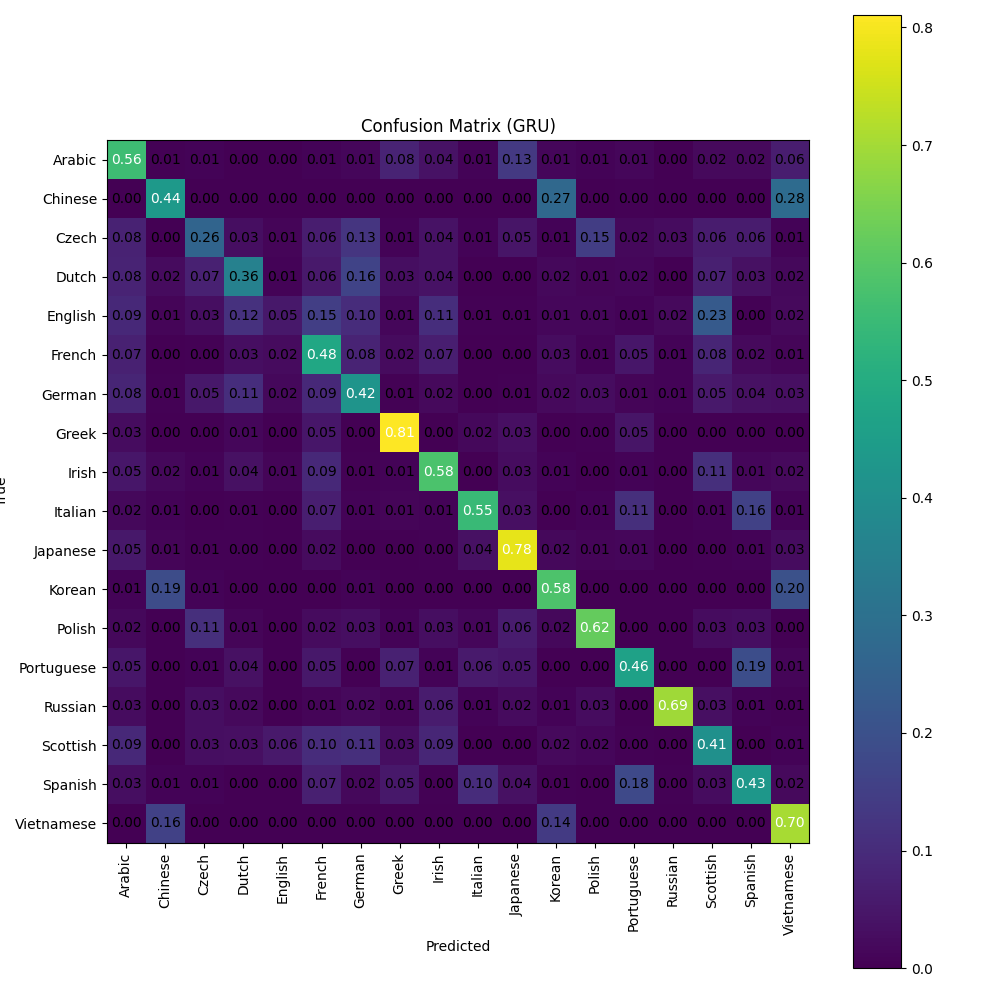 Confusion Matrix (GRU)
Arabic 0.56 0.01 0.01 0.00 0.00 0.01 0.01 0.08 0.04 0.01 0.13 0.01 0.01 0.01 0.00 0.02 0.02 0.06
Chinese 0.00 0.44 0.00 0.00 0.00 0.00 0.00 0.00 0.00 0.00 0.00 0.27 0.00 0.00 0.00 0.00 0.00 0.28
Czech 0.08 0.00 0.26 0.03 0.01 0.06 0.13 0.01 0.04 0.01 0.05 0.01 0.15 0.02 0.03 0.06 0.06 0.01
Dutch 0.08 0.02 0.07 0.36 0.01 0.06 0.16 0.03 0.04 0.00 0.00 0.02 0.01 0.02 0.00 0.07 0.03 0.02
English 0.09 0.01 0.03 0.12 0.05 0.15 0.10 0.01 0.11 0.01 0.01 0.01 0.01 0.01 0.02 0.23 0.00 0.02
French 0.07 0.00 0.00 0.03 0.02 0.48 0.08 0.02 0.07 0.00 0.00 0.03 0.01 0.05 0.01 0.08 0.02 0.01
German 0.08 0.01 0.05 0.11 0.02 0.09 0.42 0.01 0.02 0.00 0.01 0.02 0.03 0.01 0.01 0.05 0.04 0.03
Greek 0.03 0.00 0.00 0.01 0.00 0.05 0.00 0.81 0.00 0.02 0.03 0.00 0.00 0.05 0.00 0.00 0.00 0.00
Irish 0.05 0.02 0.01 0.04 0.01 0.09 0.01 0.01 0.58 0.00 0.03 0.01 0.00 0.01 0.00 0.11 0.01 0.02
Italian 0.02 0.01 0.00 0.01 0.00 0.07 0.01 0.01 0.01 0.55 0.03 0.00 0.01 0.11 0.00 0.01 0.16 0.01
Japanese 0.05 0.01 0.01 0.00 0.00 0.02 0.00 0.00 0.00 0.04 0.78 0.02 0.01 0.01 0.00 0.00 0.01 0.03
Korean 0.01 0.19 0.01 0.00 0.00 0.00 0.01 0.00 0.00 0.00 0.00 0.58 0.00 0.00 0.00 0.00 0.00 0.20
Polish 0.02 0.00 0.11 0.01 0.00 0.02 0.03 0.01 0.03 0.01 0.06 0.02 0.62 0.00 0.00 0.03 0.03 0.00
Portuguese 0.05 0.00 0.01 0.04 0.00 0.05 0.00 0.07 0.01 0.06 0.05 0.00 0.00 0.46 0.00 0.00 0.19 0.01
Russian 0.03 0.00 0.03 0.02 0.00 0.01 0.02 0.01 0.06 0.01 0.02 0.01 0.03 0.00 0.69 0.03 0.01 0.01
Scottish 0.09 0.00 0.03 0.03 0.06 0.10 0.11 0.03 0.09 0.00 0.00 0.02 0.02 0.00 0.00 0.41 0.00 0.01
Spanish 0.03 0.01 0.01 0.00 0.00 0.07 0.02 0.05 0.00 0.10 0.04 0.01 0.00 0.18 0.00 0.03 0.43 0.02
Vietnamese 0.00 0.16 0.00 0.00 0.00 0.00 0.00 0.00 0.00 0.00 0.00 0.14 0.00 0.00 0.00 0.00 0.00 0.70
Arabic Chinese Czech Dutch English French German Greek Irish Italian Japanese Korean Polish Portuguese Russian Scottish Spanish Vietnamese
Predicted
0.8
0.7
0.6
0.5
0.4
0.3
0.2
0.1
0.0